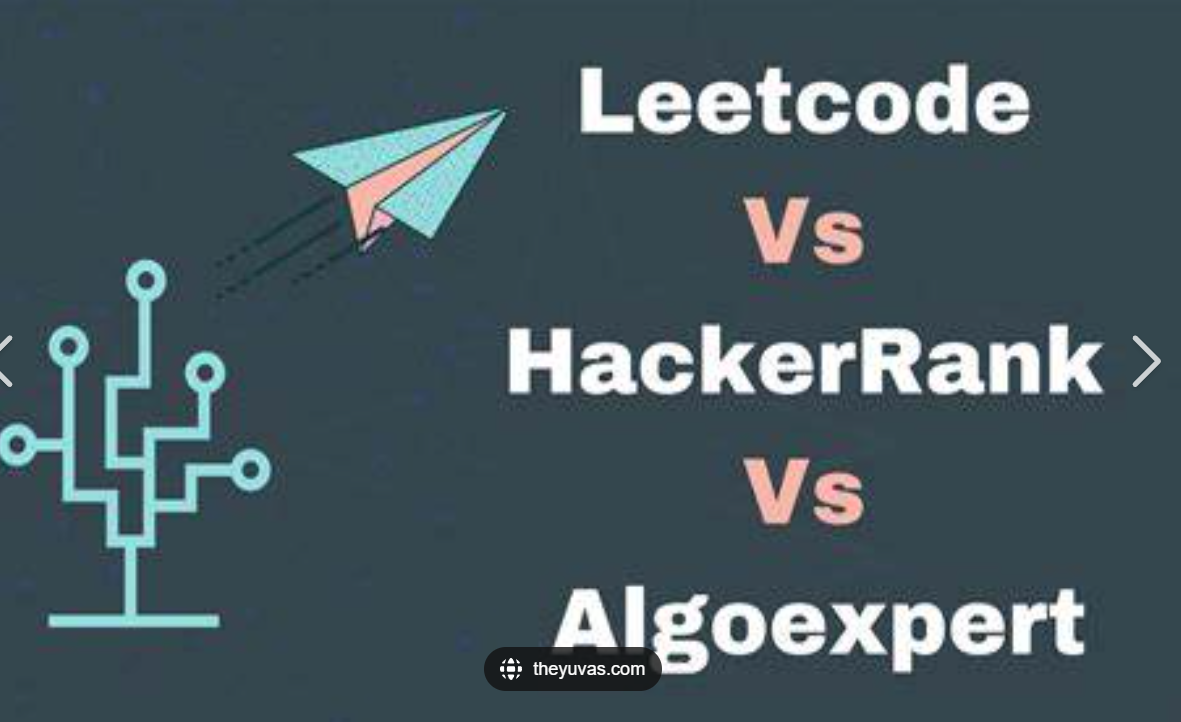 Leetcode
Vs
HackerRank
Vs
Algoexpert
theyuvas.com